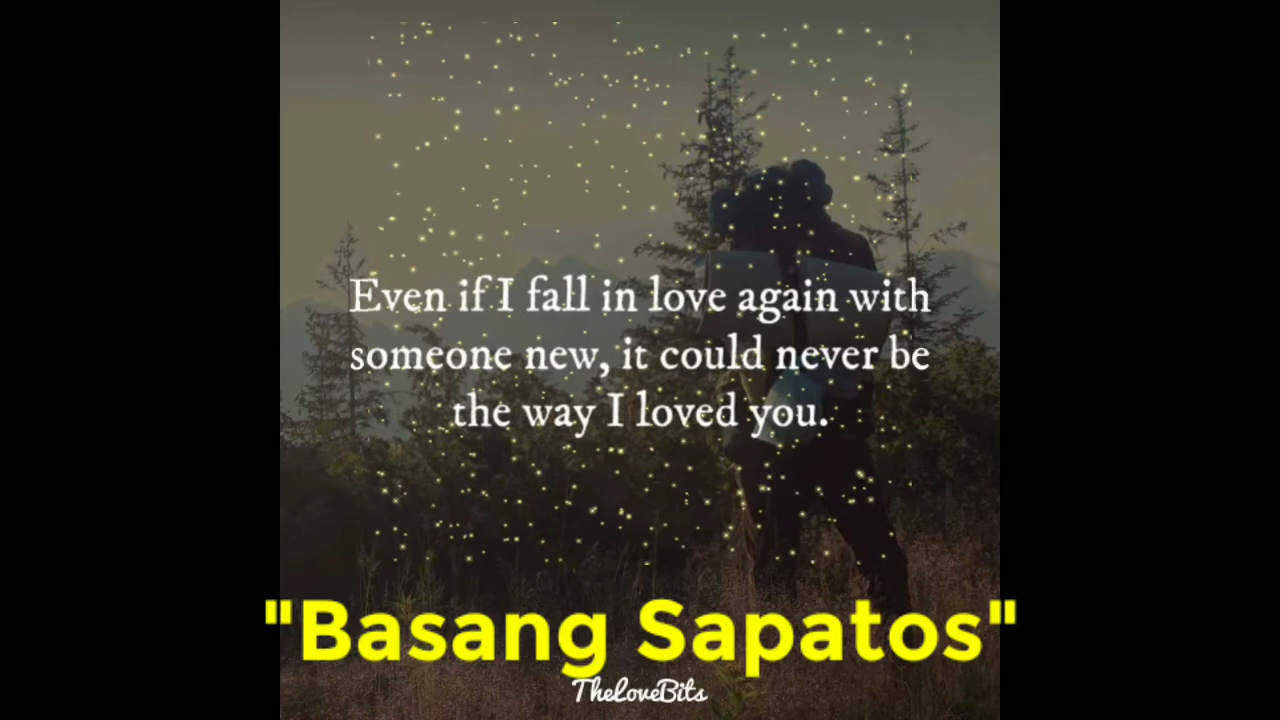 Even if I fall in love again with
someone new, it could never be
the way I loved you.
"Basang Sapatos"
TheLoveBits